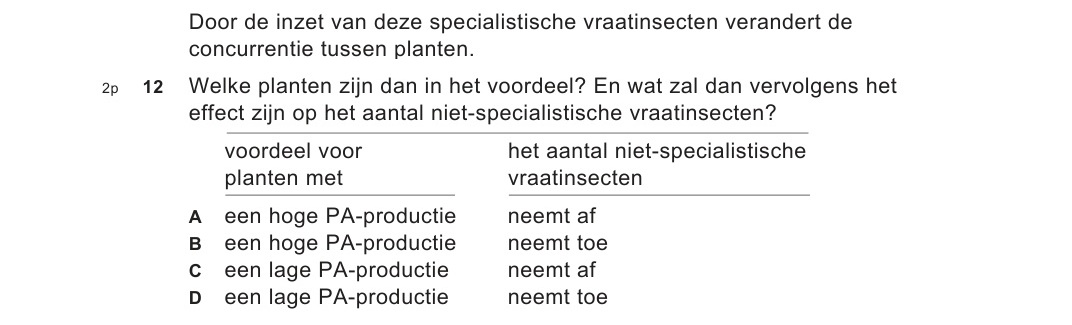 Door de inzet van deze specialistische vraatinsecten verandert de
concurrentie tussen planten.
2p 12 Welke planten zijn dan in het voordeel? En wat zal dan vervolgens het
effect zijn op het aantal niet-specialistische vraatinsecten?
voordeel voor het aantal niet-specialistische
planten met vraatinsecten
A een hoge PA-productie neemt af
B een hoge PA-productie neemt toe
C een lage PA-productie neemt af
D een lage PA-productie neemt toe